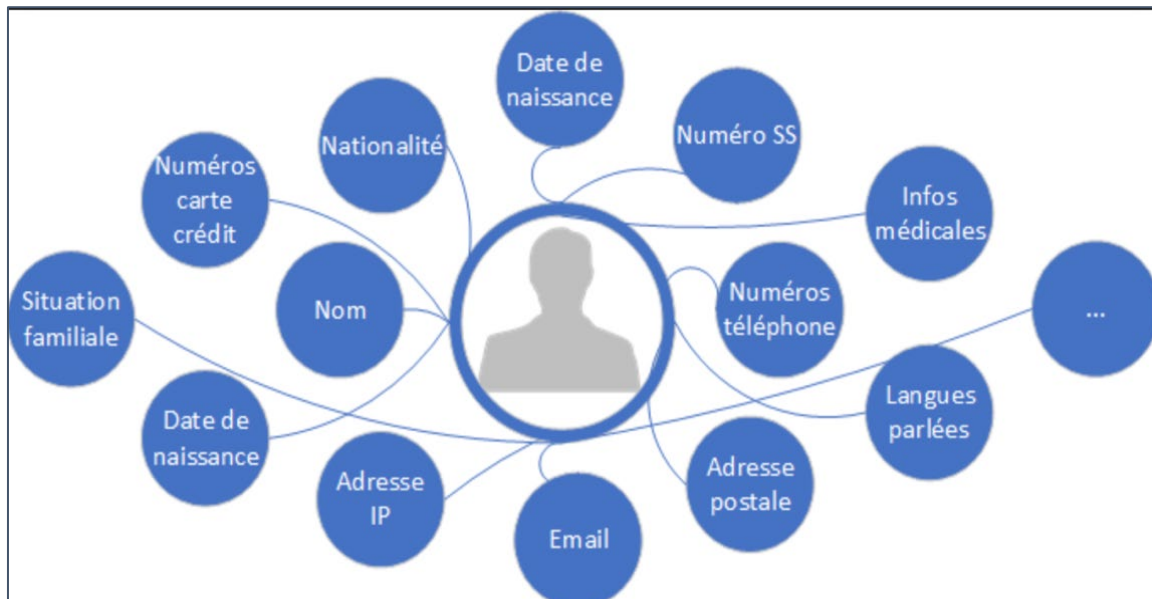 Date de
naissance
Numéro SS
Nationalité
Numéros
carte
crédit
Infos
médicales
Situation
familiale
Nom
Numéros
téléphone
...
Date de
naissance
Langues
parlées
Adresse
IP
Email
Adresse
postale